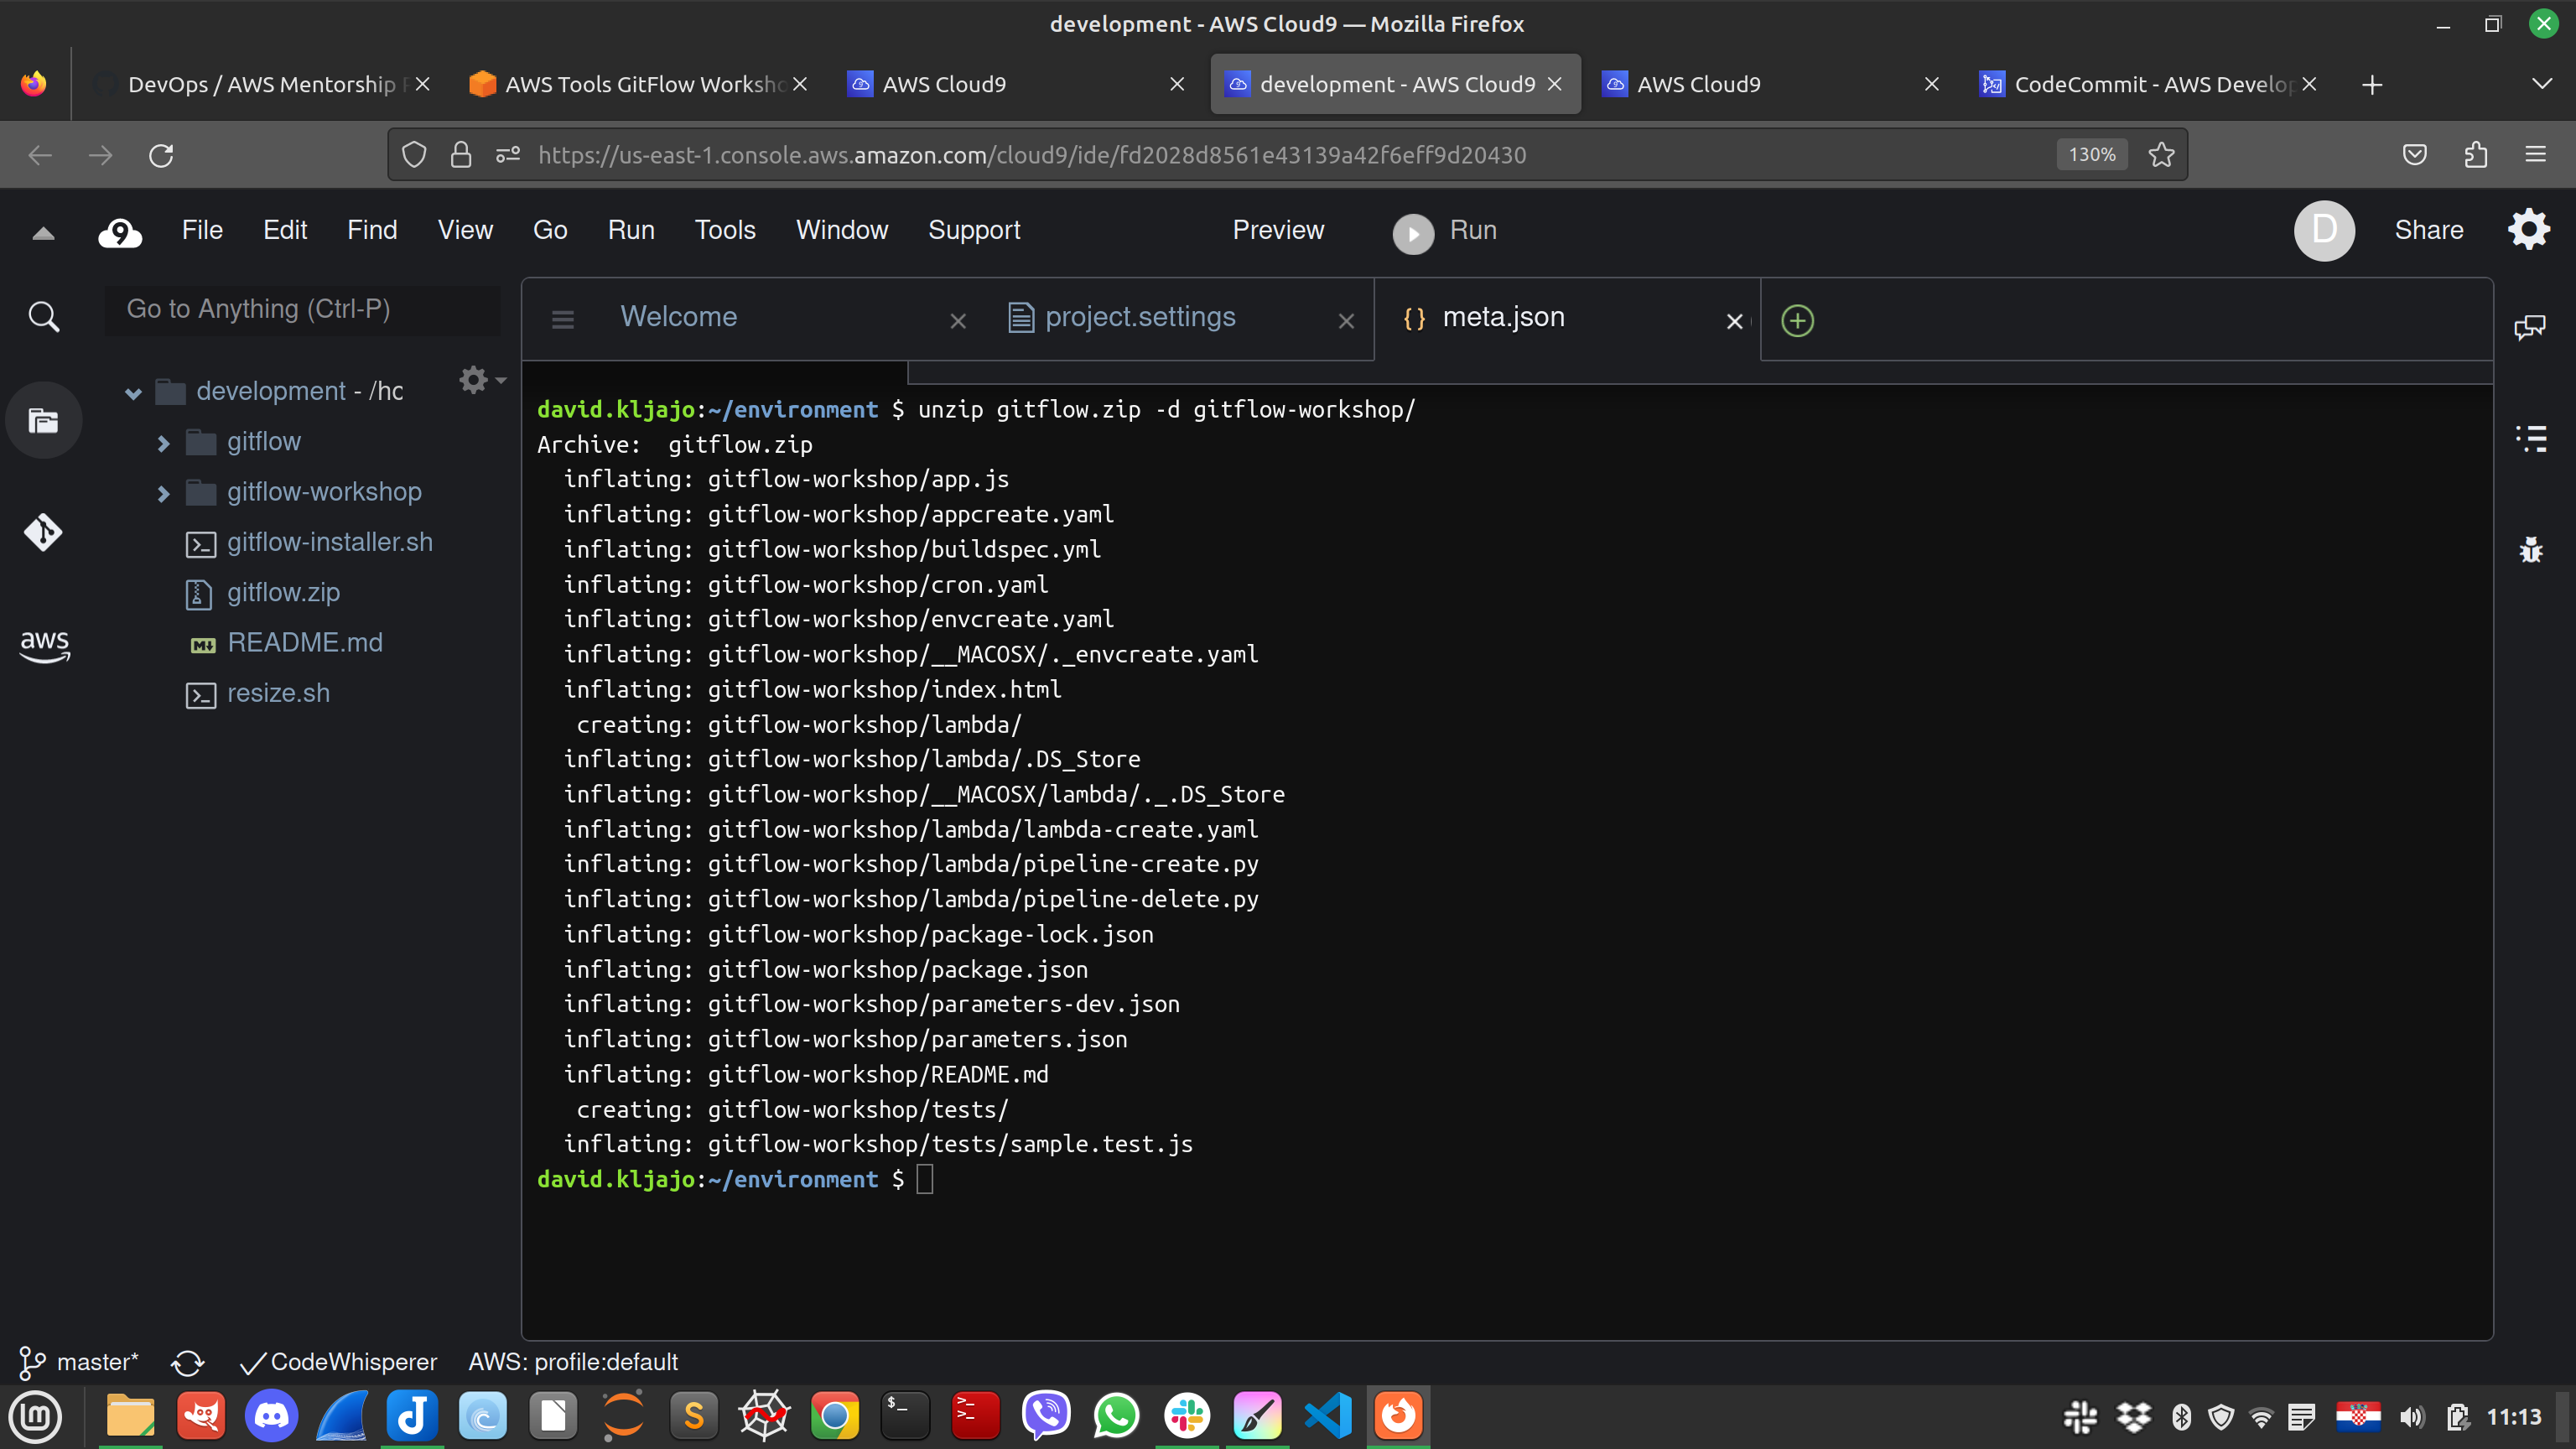 development - AWS Cloud9 — Mozilla Firefox
DevOps / AWS Mentorship
AWS Tools GitFlow Worksho
AWS Cloud9
development - AWS Cloud9
AWS Cloud9
CodeCommit - AWS Develop
https://us-east-1.console.aws.amazon.com/cloud9/ide/fd2028d8561e43139a42f6eff9d20430
130%
9 File Edit Find View Go Run Tools Window Support Preview Run D Share
Go to Anything (Ctrl-P)
Welcome
project.settings
{} meta.json
development - /hc
gitflow
gitflow-workshop
gitflow-installer.sh
gitflow.zip
README.md
resize.sh
aws
david.kljajo:~/environment $ unzip gitflow.zip -d gitflow-workshop/
Archive:  gitflow.zip
  inflating: gitflow-workshop/app.js
  inflating: gitflow-workshop/appcreate.yaml
  inflating: gitflow-workshop/buildspec.yml
  inflating: gitflow-workshop/cron.yaml
  inflating: gitflow-workshop/envcreate.yaml
  inflating: gitflow-workshop/__MACOSX/._envcreate.yaml
  inflating: gitflow-workshop/index.html
   creating: gitflow-workshop/lambda/
  inflating: gitflow-workshop/lambda/.DS_Store
  inflating: gitflow-workshop/__MACOSX/lambda/._.DS_Store
  inflating: gitflow-workshop/lambda/lambda-create.yaml
  inflating: gitflow-workshop/lambda/pipeline-create.py
  inflating: gitflow-workshop/lambda/pipeline-delete.py
  inflating: gitflow-workshop/package-lock.json
  inflating: gitflow-workshop/package.json
  inflating: gitflow-workshop/parameters-dev.json
  inflating: gitflow-workshop/parameters.json
  inflating: gitflow-workshop/README.md
   creating: gitflow-workshop/tests/
  inflating: gitflow-workshop/tests/sample.test.js
david.kljajo:~/environment $
master* CodeWhisperer AWS: profile:default
11:13